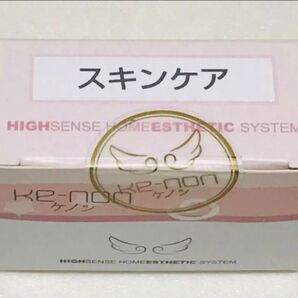 スキンケア
HIGHSENSE HOMEESTHETIC SYSTEM
ke-non
ke-non
ケノン
ケノン
HIGHSENSE HOMEESTHETIC SYSTEM